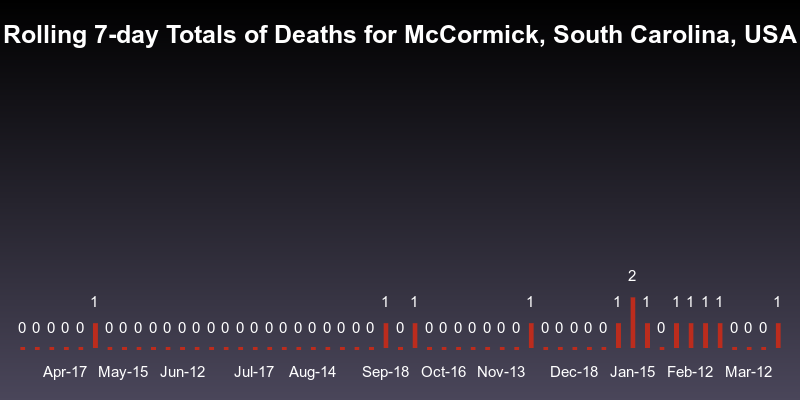 Rolling 7-day Totals of Deaths for McCormick, South Carolina, USA
2
1 1 1 1 1 1 1 1 1 1 1
0 0 0 0 0 0 0 0 0 0 0 0 0 0 0 0 0 0 0 0 0 0 0 0 0 0 0 0 0 0 0 0 0 0 0 0 0 0 0 0 0
Apr-17 May-15 Jun-12 Jul-17 Aug-14 Sep-18 Oct-16 Nov-13 Dec-18 Jan-15 Feb-12 Mar-12